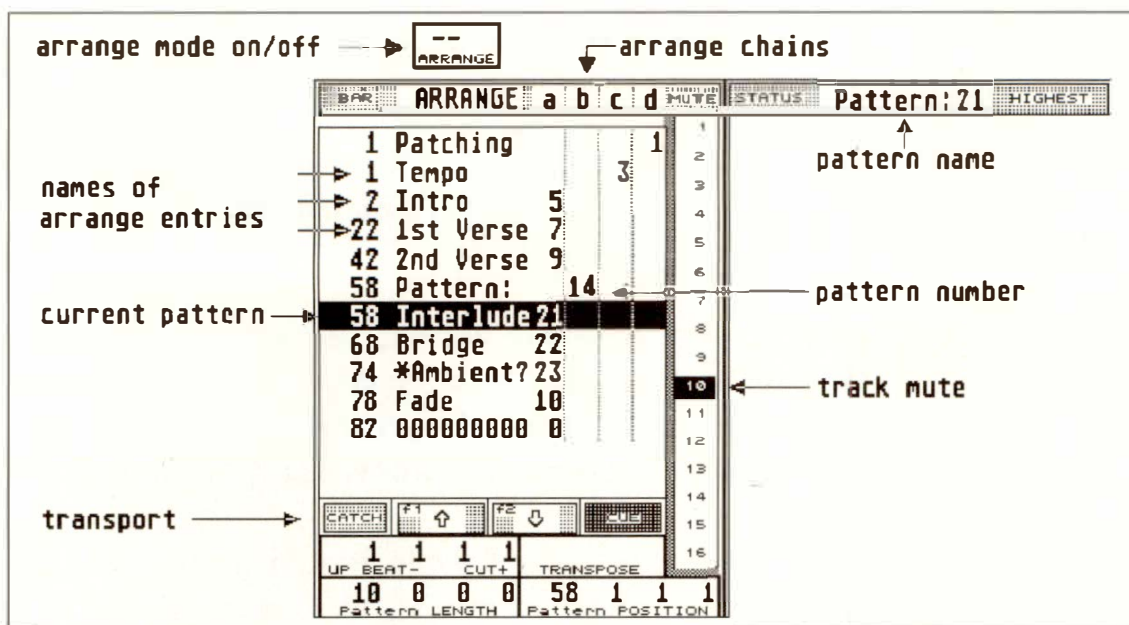 arrange mode on/off
--
ARRANGE
arrange chains
BAR ARRANGE a b c d MUTE STATUS Pattern:21 HIGHEST
pattern name
names of
arrange entries
1 Patching 1
1 Tempo 3
2 Intro 5
22 1st Verse 7
42 2nd Verse 9
58 Pattern: 14
58 Interlude 21
68 Bridge 22
74 *Ambient? 23
78 Fade 10
82 000000000 0
current pattern
pattern number
track mute
1
2
3
4
5
6
7
8
9
10
11
12
13
14
15
16
transport
CATCH f1 f2 CUE
1 1 1 1
UP BEAT- CUT+ TRANSPOSE
10 0 0 0 58 1 1 1
Pattern LENGTH Pattern POSITION